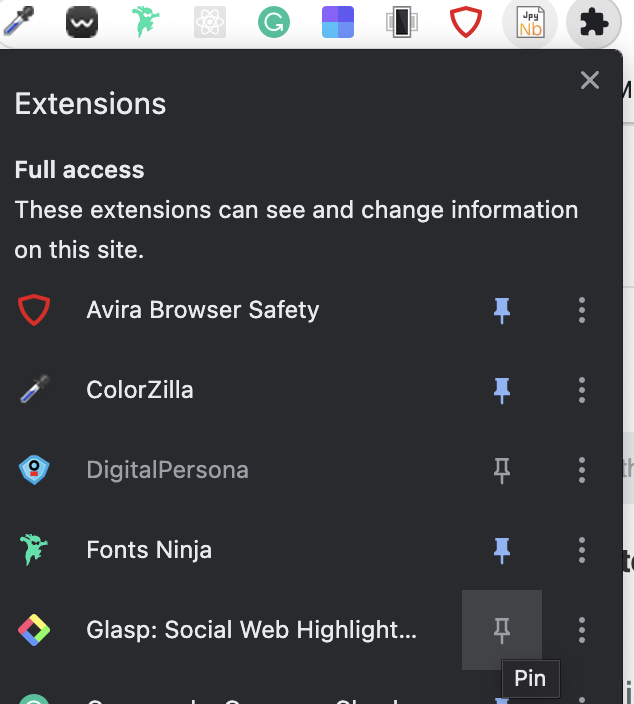 Jpy
Nb
M
Extensions
Full access
These extensions can see and change information
on this site.
Avira Browser Safety
ColorZilla
DigitalPersona
Fonts Ninja
Glasp: Social Web Highlight...
Pin